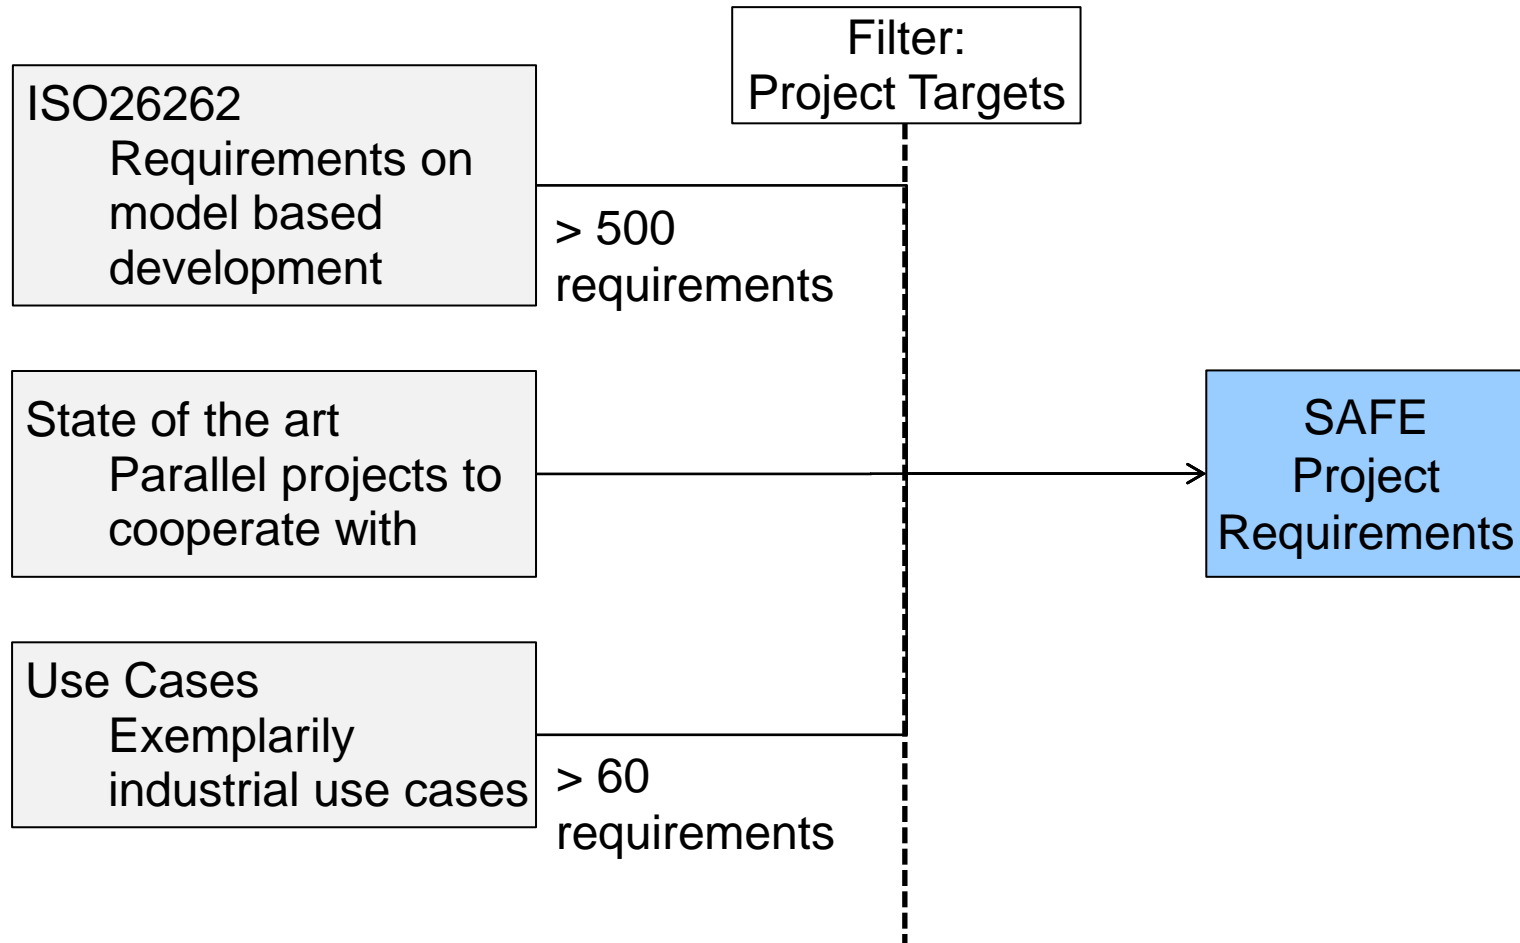 Filter:
Project Targets
ISO26262
Requirements on
model based
development
> 500
requirements
State of the art
Parallel projects to
cooperate with
SAFE
Project
Requirements
Use Cases
Exemplarily
industrial use cases
> 60
requirements